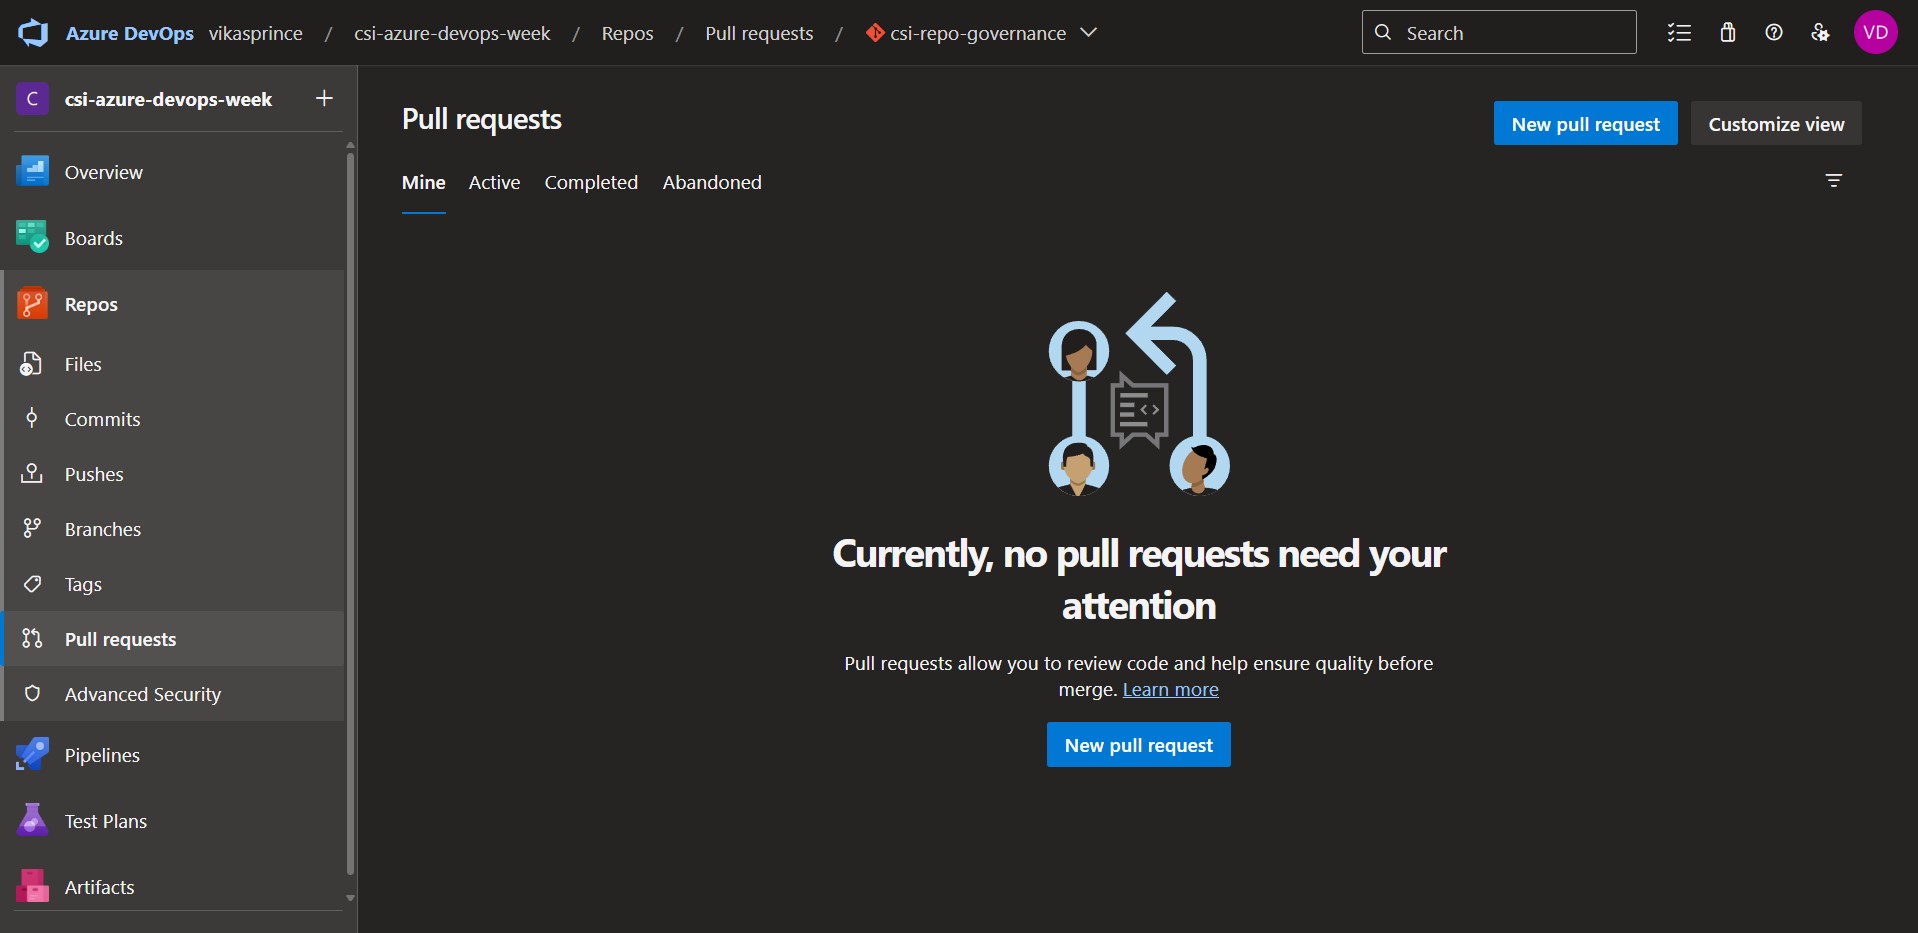 Azure DevOps vikasprince / csi-azure-devops-week / Repos / Pull requests / csi-repo-governance
Search
VD
C csi-azure-devops-week +
Overview
Boards
Repos
Files
Commits
Pushes
Branches
Tags
Pull requests
Advanced Security
Pipelines
Test Plans
Artifacts
Pull requests
New pull request
Customize view
Mine Active Completed Abandoned
Currently, no pull requests need your
attention
Pull requests allow you to review code and help ensure quality before
merge. Learn more
New pull request